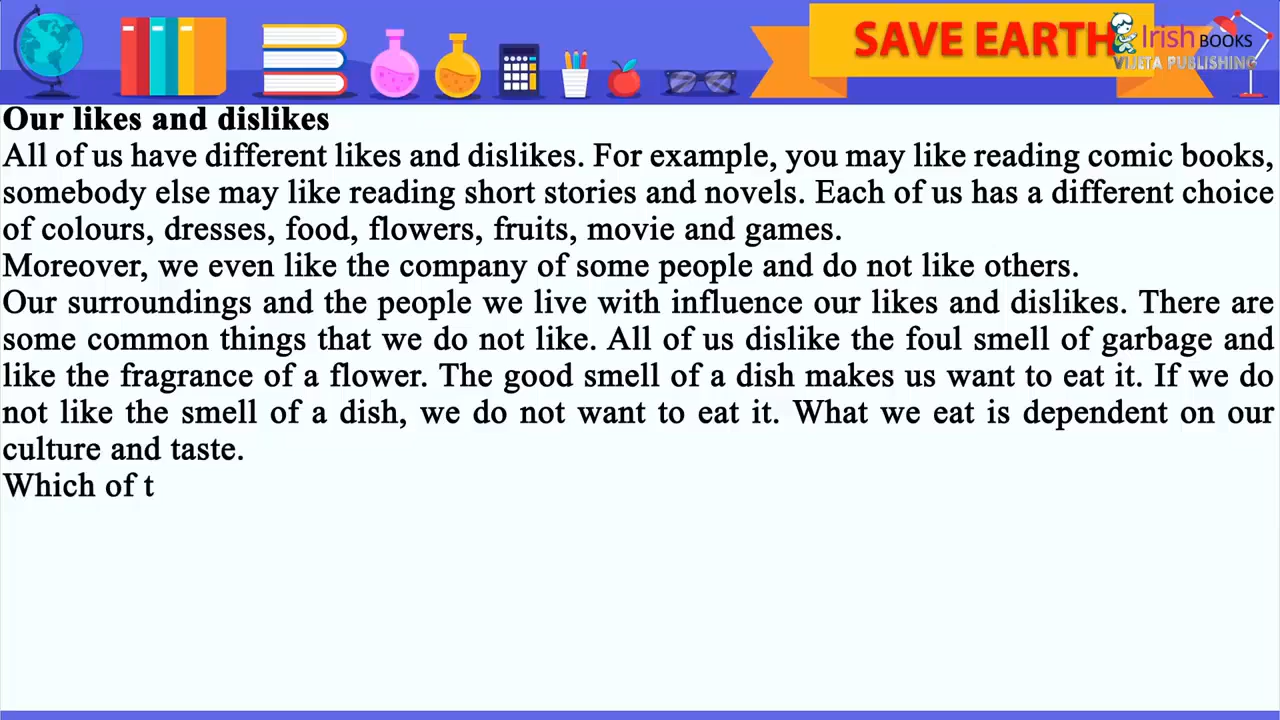 SAVE EARTH
Irish BOOKS
VIJETA PUBLISHING
Our likes and dislikes
All of us have different likes and dislikes. For example, you may like reading comic books,
somebody else may like reading short stories and novels. Each of us has a different choice
of colours, dresses, food, flowers, fruits, movie and games.
Moreover, we even like the company of some people and do not like others.
Our surroundings and the people we live with influence our likes and dislikes. There are
some common things that we do not like. All of us dislike the foul smell of garbage and
like the fragrance of a flower. The good smell of a dish makes us want to eat it. If we do
not like the smell of a dish, we do not want to eat it. What we eat is dependent on our
culture and taste.
Which of t